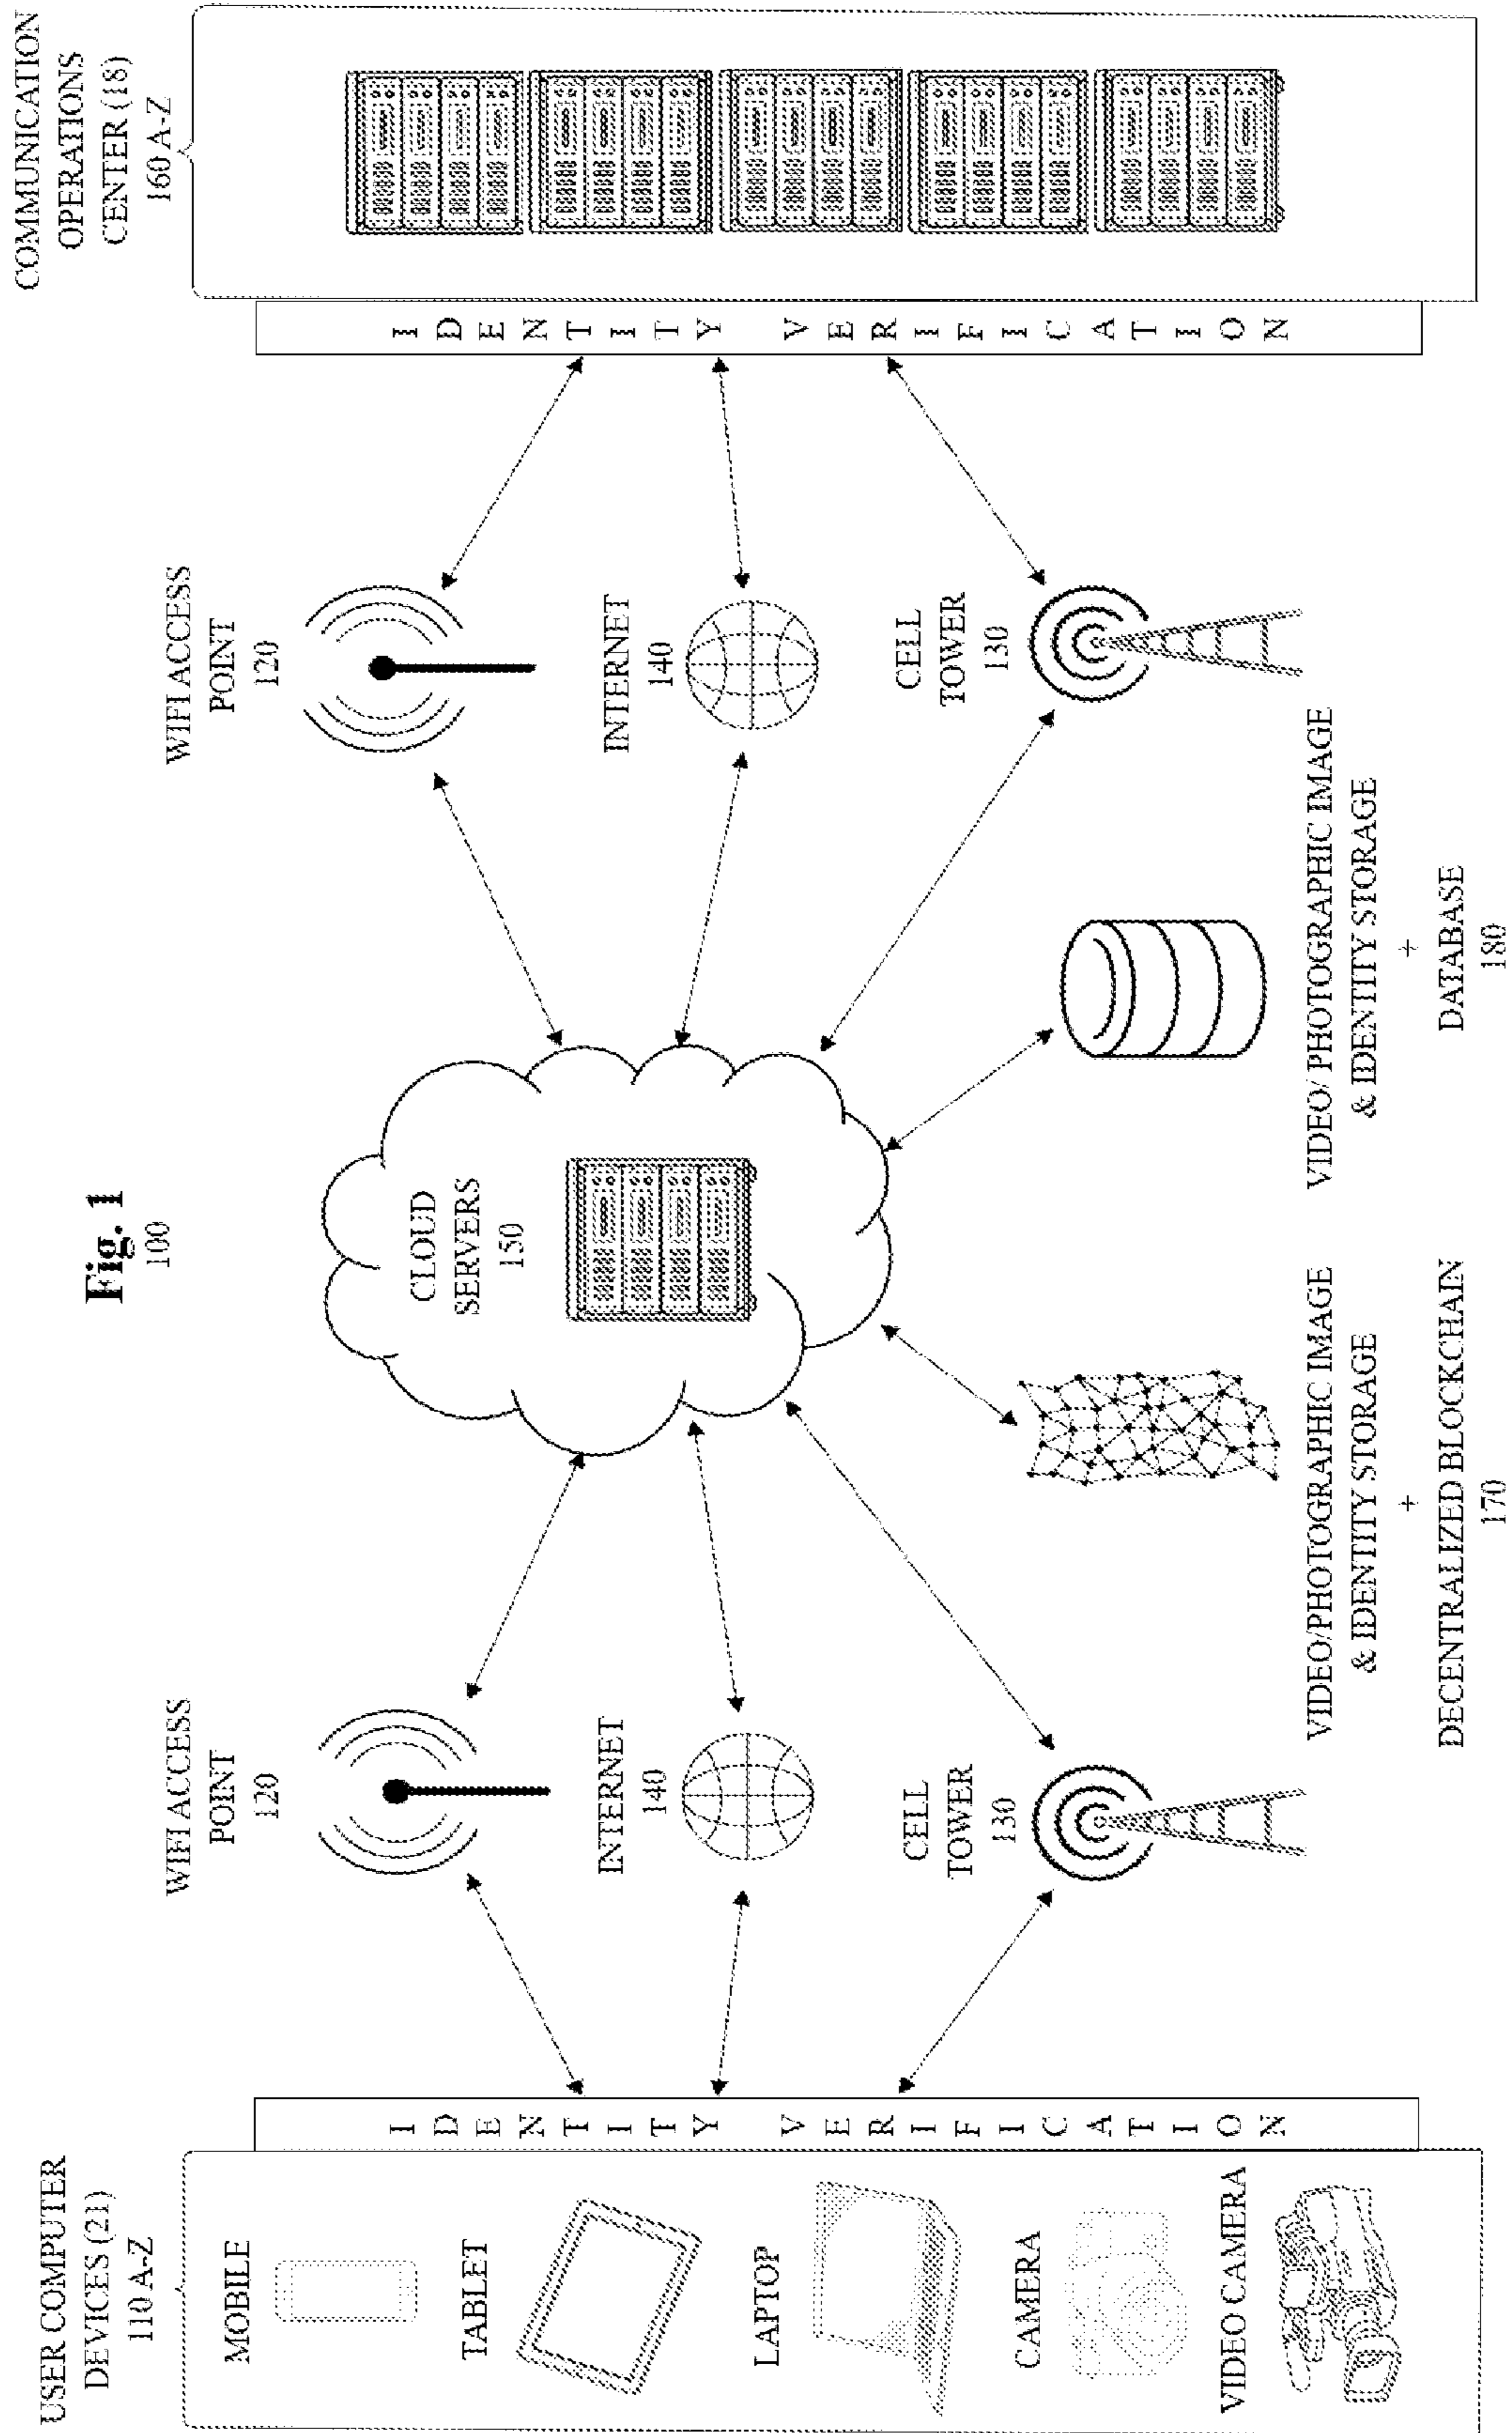 Fig. 1
100
USER COMPUTER
DEVICES (21)
110 A-Z
MOBILE
TABLET
LAPTOP
CAMERA
VIDEO CAMERA
IDENTITY VERIFICATION
WIFI ACCESS
POINT
120
INTERNET
140
CELL
TOWER
130
CLOUD
SERVERS
150
VIDEO/PHOTOGRAPHIC IMAGE
& IDENTITY STORAGE
+
DECENTRALIZED BLOCKCHAIN
170
VIDEO/ PHOTOGRAPHIC IMAGE
& IDENTITY STORAGE
+
DATABASE
180
WIFI ACCESS
POINT
120
INTERNET
140
CELL
TOWER
130
IDENTITY VERIFICATION
COMMUNICATION
OPERATIONS
CENTER (18)
160 A-Z